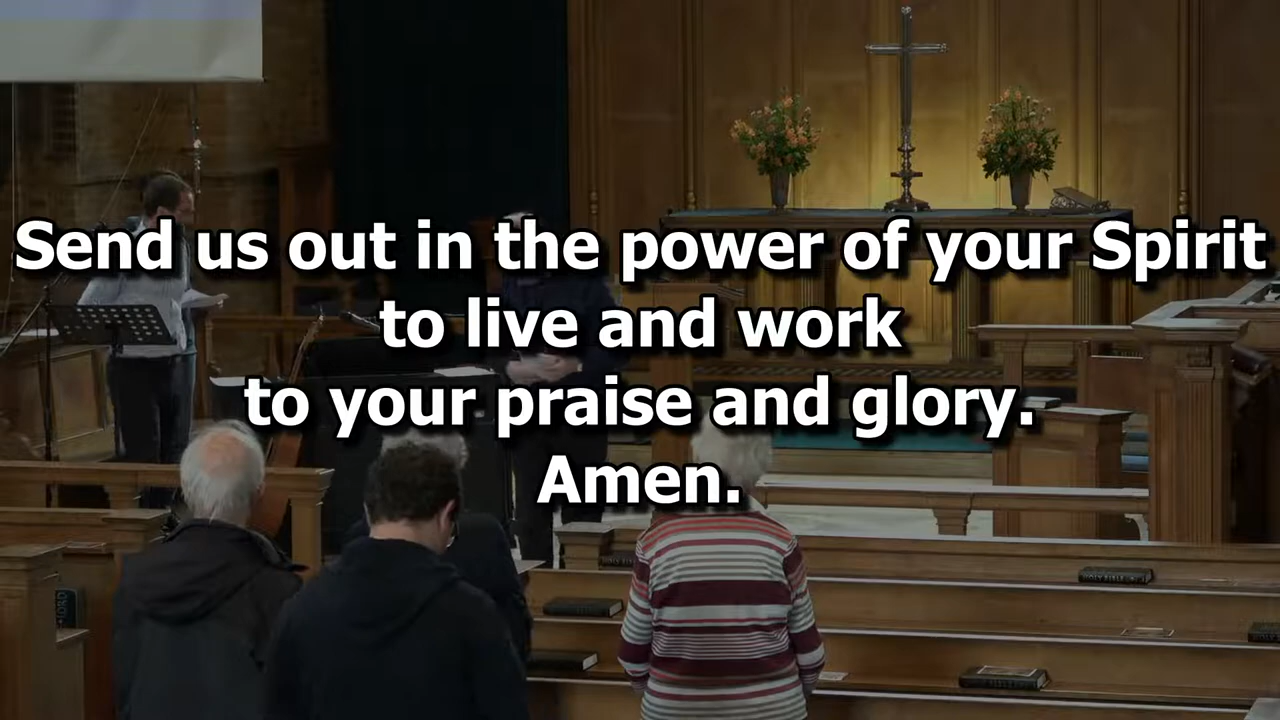 Send us out in the power of your Spirit
to live and work
to your praise and glory.
Amen.